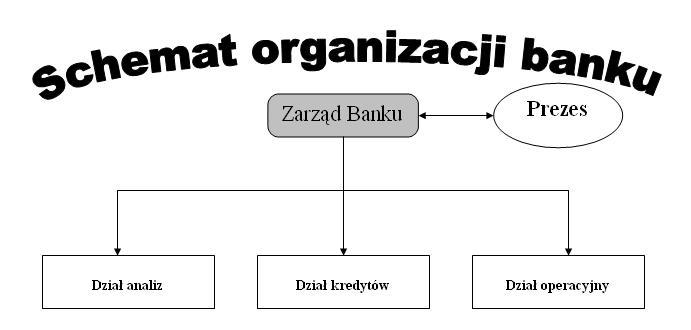 Schemat organizacji banku
Zarząd Banku
Prezes
Dział analiz
Dział kredytów
Dział operacyjny